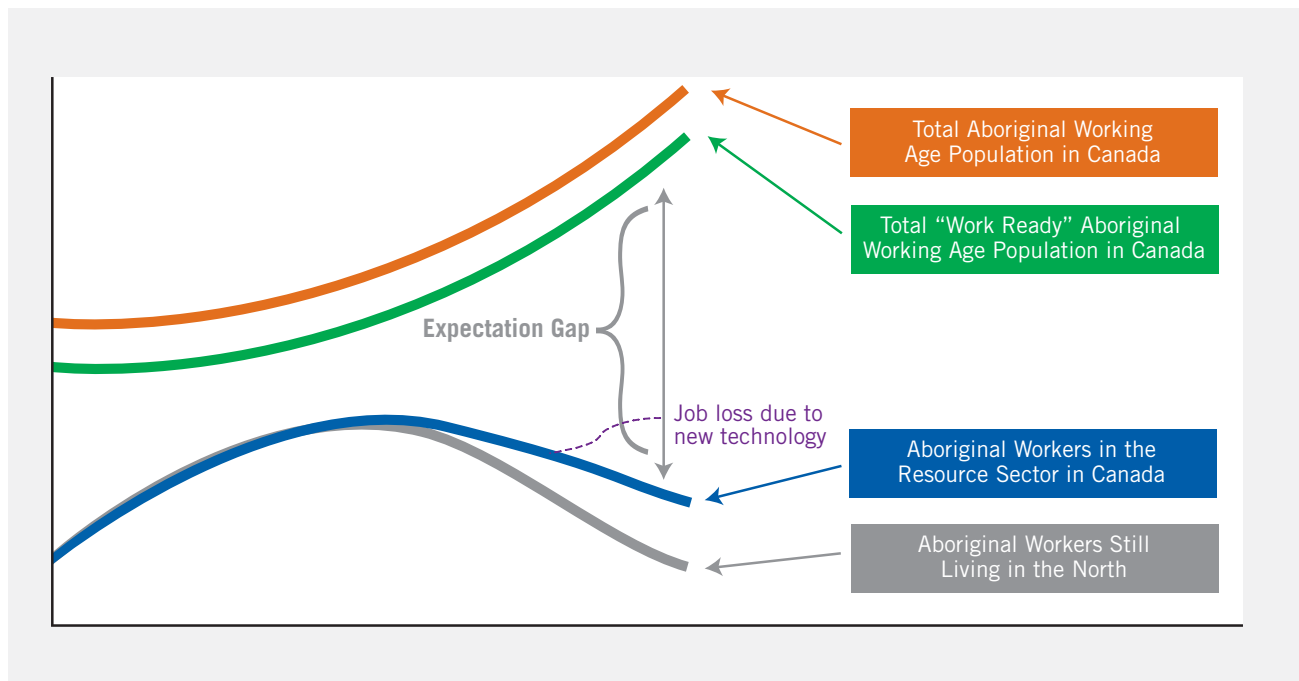 Total Aboriginal Working
Age Population in Canada
Total “Work Ready” Aboriginal
Working Age Population in Canada
Expectation Gap
Job loss due to
new technology
Aboriginal Workers in the
Resource Sector in Canada
Aboriginal Workers Still
Living in the North